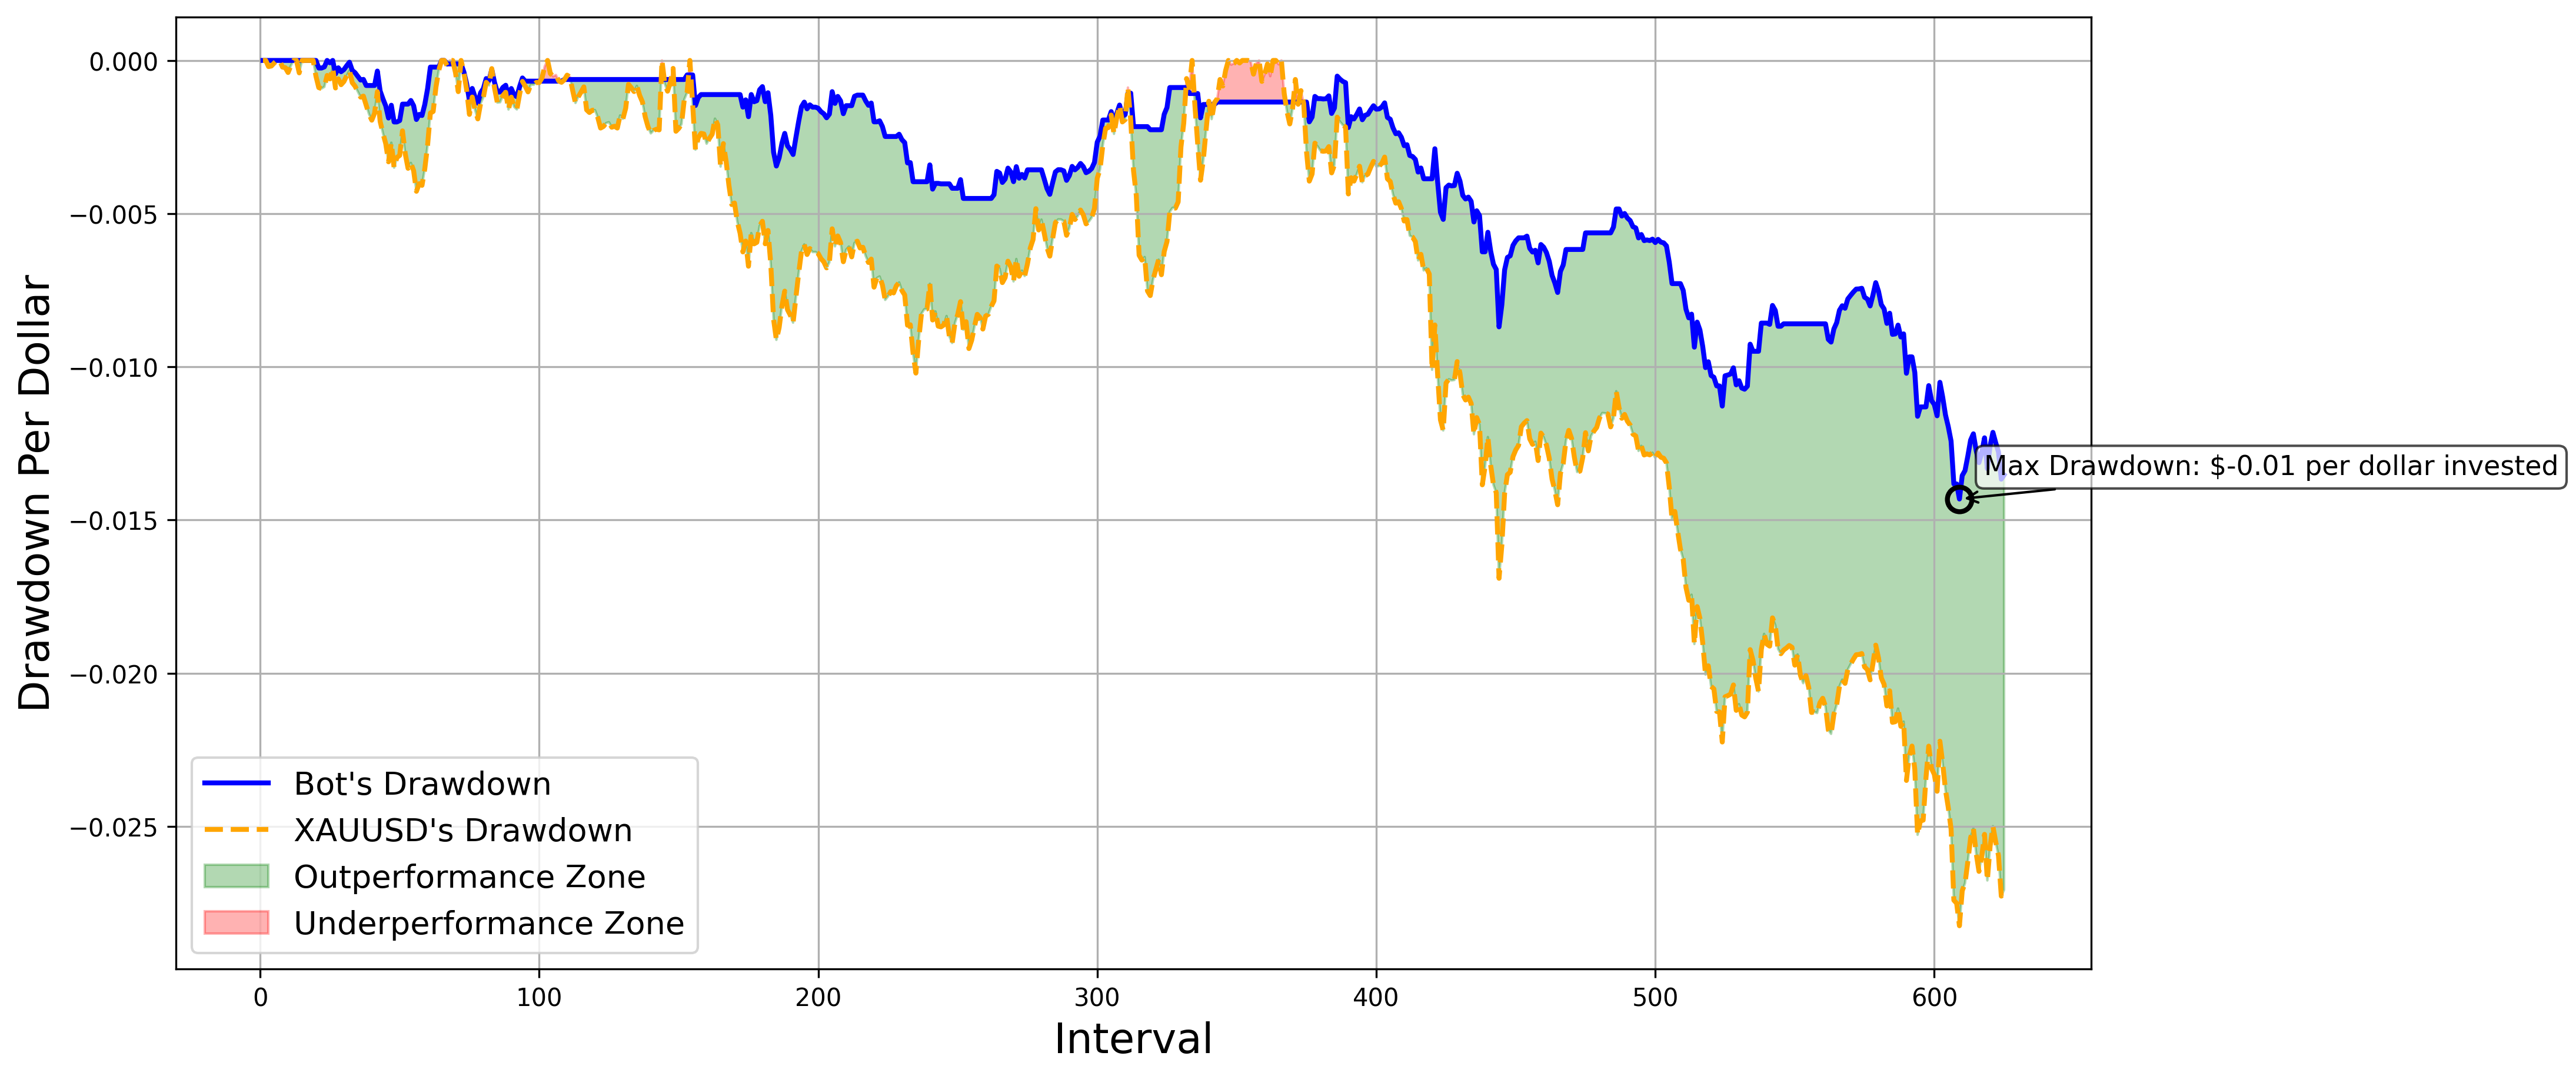 Drawdown Per Dollar
0.000
−0.005
−0.010
−0.015
−0.020
−0.025
Max Drawdown: $-0.01 per dollar invested
Bot's Drawdown
XAUUSD's Drawdown
Outperformance Zone
Underperformance Zone
0 100 200 300 400 500 600
Interval